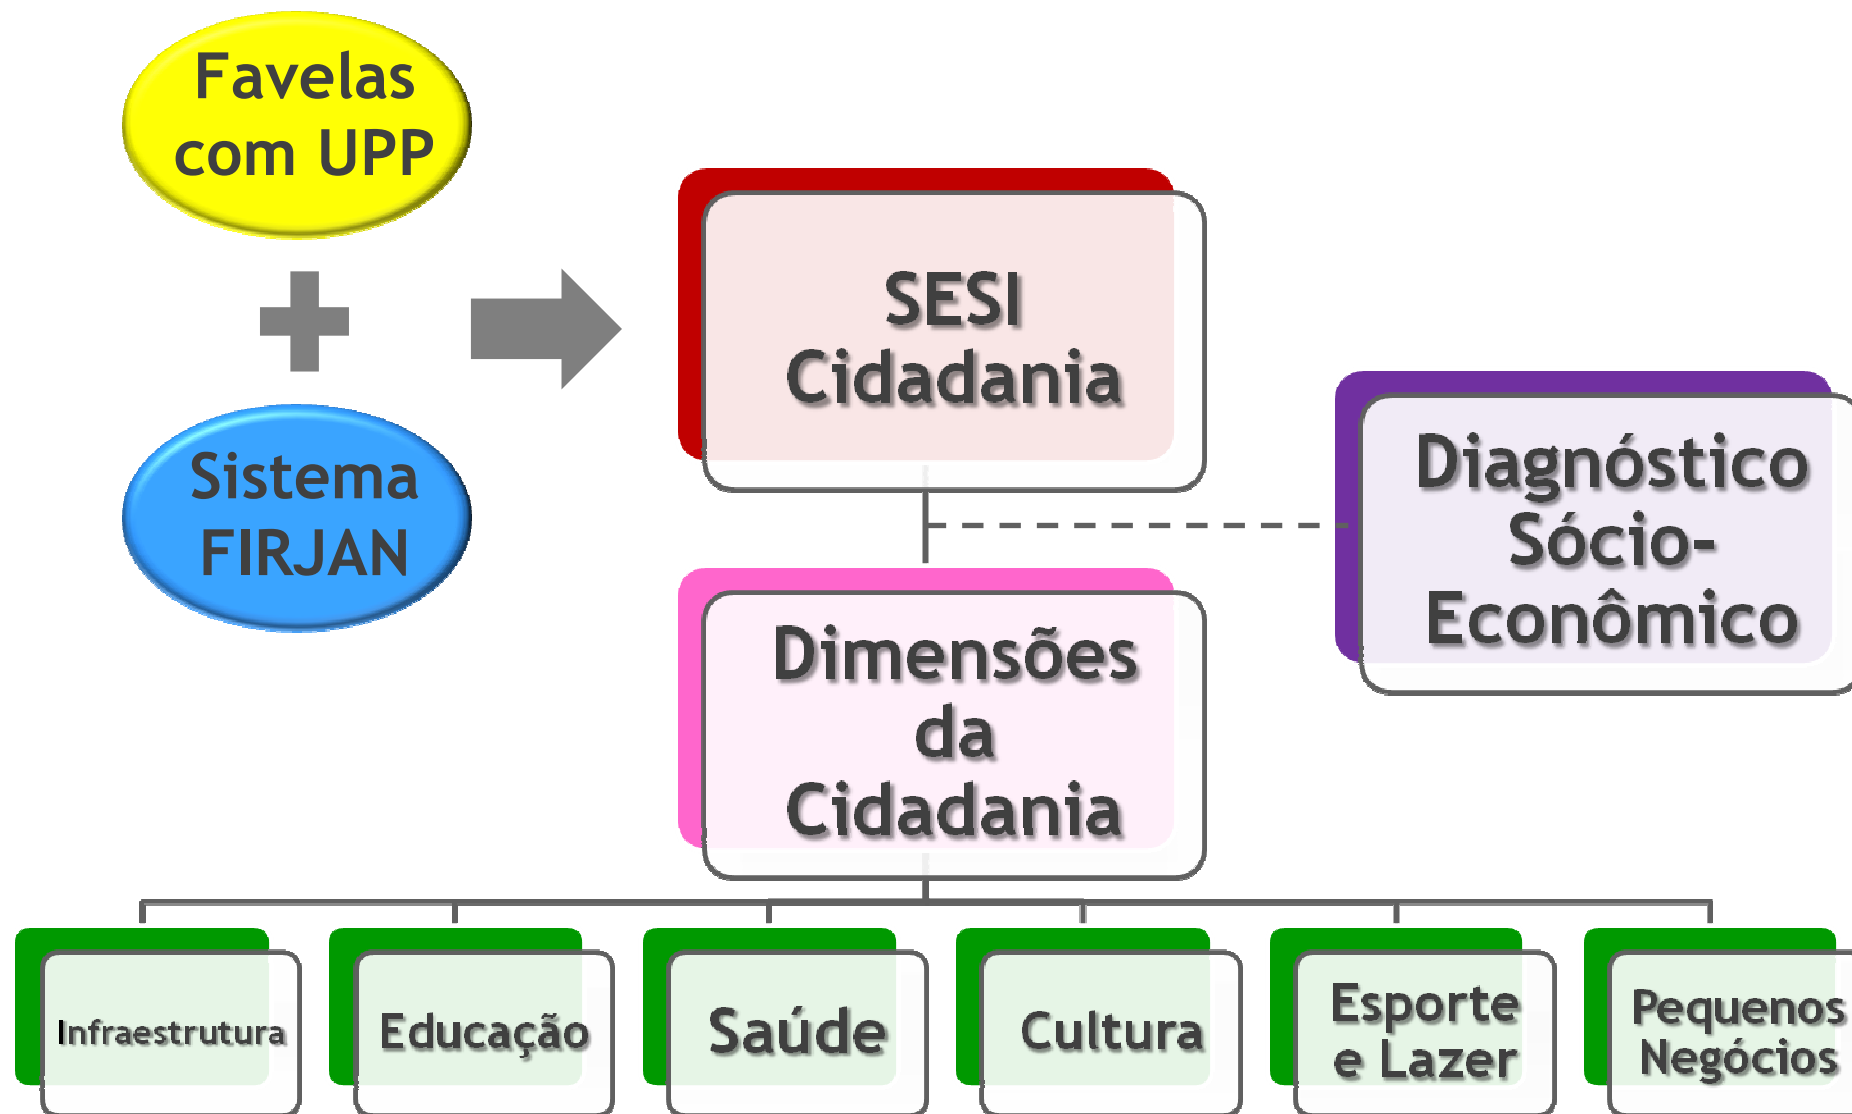 Favelas
com UPP
Sistema
FIRJAN
SESI
Cidadania
Diagnóstico
Sócio-
Econômico
Dimensões
da
Cidadania
Infraestrutura
Educação
Saúde
Cultura
Esporte
e Lazer
Pequenos
Negócios